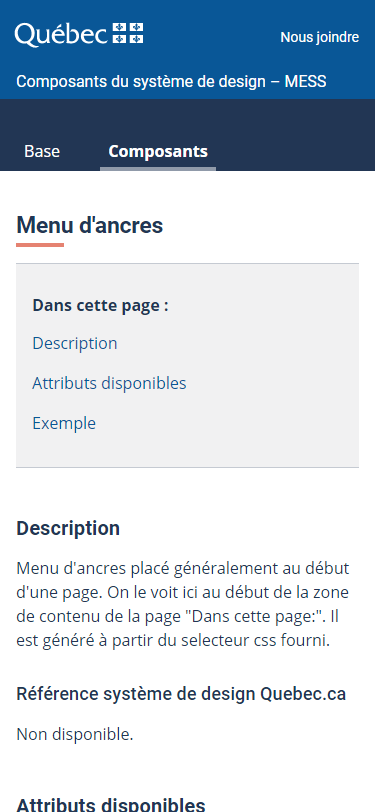 Québec
Nous joindre
Composants du système de design – MESS
Base
Composants
Menu d'ancres
Dans cette page :
Description
Attributs disponibles
Exemple
Description
Menu d'ancres placé généralement au début
d'une page. On le voit ici au début de la zone
de contenu de la page "Dans cette page:". Il
est généré à partir du selecteur css fourni.
Référence système de design Quebec.ca
Non disponible.
Attributs disponibles